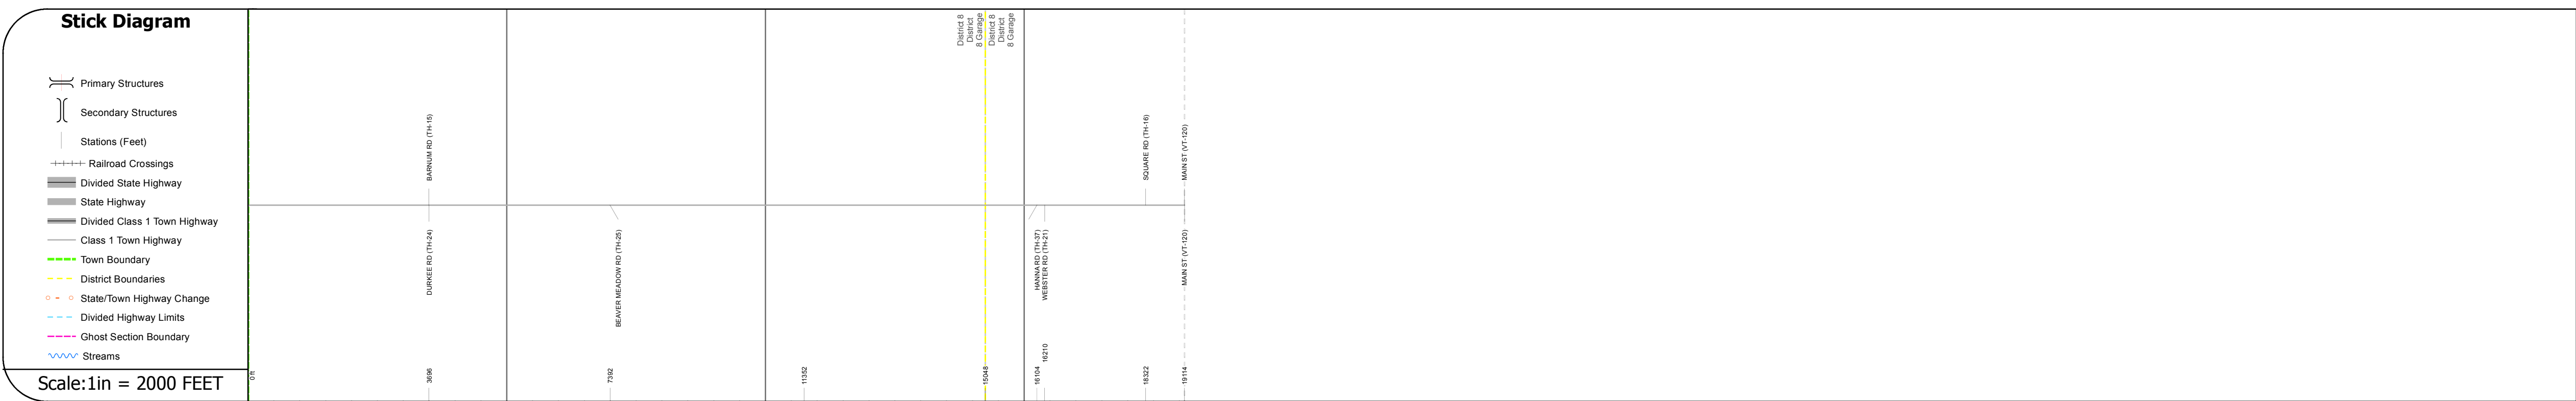 Stick Diagram
Primary Structures
Secondary Structures
Stations (Feet)
Railroad Crossings
Divided State Highway
State Highway
Divided Class 1 Town Highway
Class 1 Town Highway
Town Boundary
District Boundaries
State/Town Highway Change
Divided Highway Limits
Ghost Section Boundary
Streams
Scale:1in = 2000 FEET
District 8
District
8 Garage
District 8
District
8 Garage
BARNUM RD (TH-15)
SQUARE RD (TH-16)
MAIN ST (VT-120)
DURKEE RD (TH-24)
BEAVER MEADOW RD (TH-25)
HANNA RD (TH-37)
WEBSTER RD (TH-21)
MAIN ST (VT-120)
0 ft
3696
7392
11352
15048
16104
16210
18322
19114